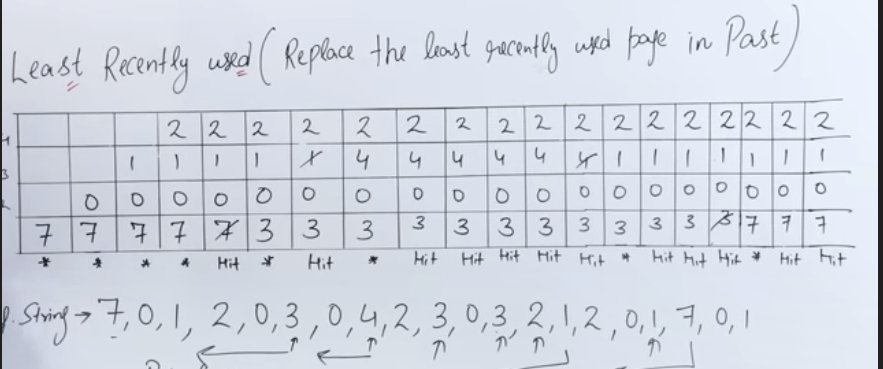 Least Recently used (Replace the least recently used page in Past)
2 2 2 2 2 2 2 2 2 2 2 2 2 2 2 2 2
3 1 1 1 1 1 4 4 4 4 4 4 1 1 1 1 1 1 1
0 0 0 0 0 0 0 0 0 0 0 0 0 0 0 0 0 0 0
7 7 7 7 7 3 3 3 3 3 3 3 3 3 3 3 3 7 7 7
* * * * Hit * Hit * Hit Hit Hit Hit Hit * Hit Hit Hit * Hit Hit
String → 7, 0, 1, 2, 0, 3, 0, 4, 2, 3, 0, 3, 2, 1, 2, 0, 1, 7, 0, 1